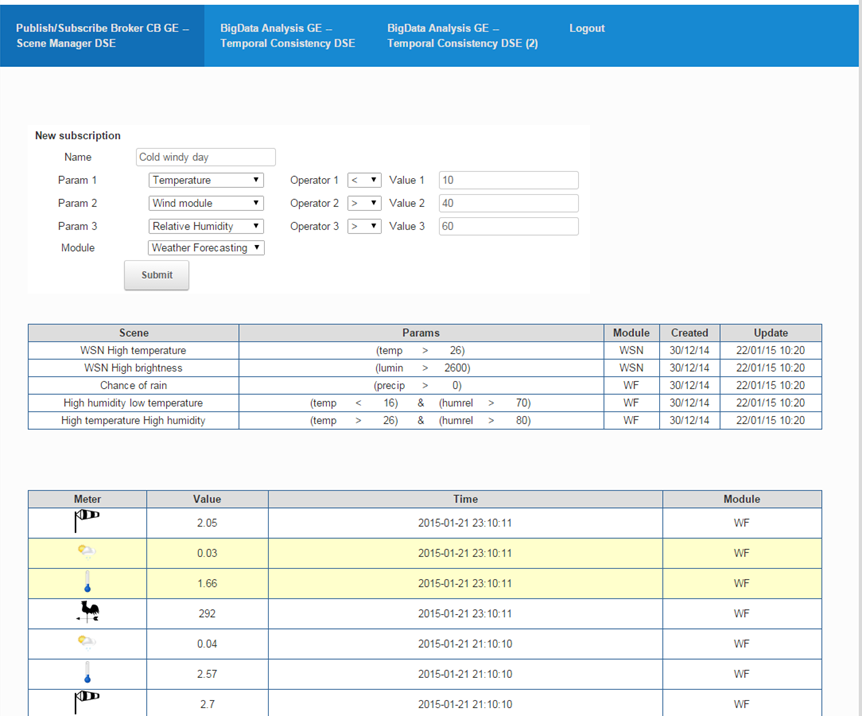 Publish/Subscribe Broker CB GE –
Scene Manager DSE
BigData Analysis GE –
Temporal Consistency DSE
BigData Analysis GE –
Temporal Consistency DSE (2)
Logout
New subscription
Name Cold windy day
Param 1 Temperature Operator 1 < Value 1 10
Param 2 Wind module Operator 2 > Value 2 40
Param 3 Relative Humidity Operator 3 > Value 3 60
Module Weather Forecasting
Submit
Scene Params Module Created Update
WSN High temperature (temp > 26) WSN 30/12/14 22/01/15 10:20
WSN High brightness (lumin > 2600) WSN 30/12/14 22/01/15 10:20
Chance of rain (precip > 0) WF 30/12/14 22/01/15 10:20
High humidity low temperature (temp < 16) & (humrel > 70) WF 30/12/14 22/01/15 10:20
High temperature High humidity (temp > 26) & (humrel > 80) WF 30/12/14 22/01/15 10:20
Meter Value Time Module
2.05 2015-01-21 23:10:11 WF
0.03 2015-01-21 23:10:11 WF
1.66 2015-01-21 23:10:11 WF
292 2015-01-21 23:10:11 WF
0.04 2015-01-21 21:10:10 WF
2.57 2015-01-21 21:10:10 WF
2.7 2015-01-21 21:10:10 WF